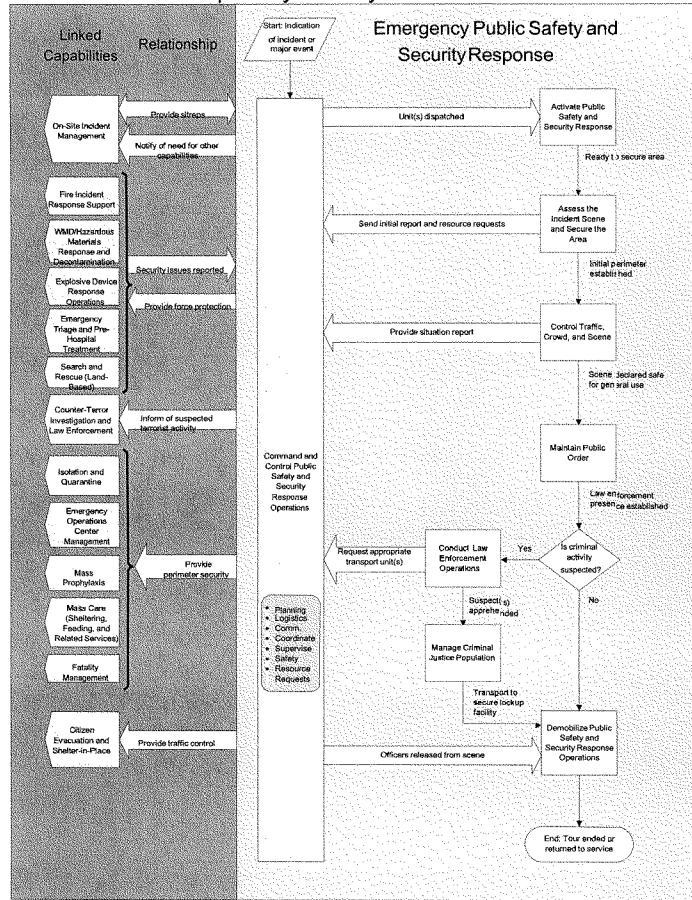 Linked
Capabilities
Relationship
Start: Indication
of incident or
major event
Emergency Public Safety and
Security Response
On-Site Incident
Management
Provide sitreps
Notify of need for other
capabilities
Unit(s) dispatched
Activate Public
Safety and
Security Response
Ready to secure area
Fire Incident
Response Support
WMD/Hazardous
Materials
Response and
Decontamination
Explosive Device
Response
Operations
Emergency
Triage and Pre-
Hospital
Treatment
Search and
Rescue (Land-
Based)
Security issues reported
Provide force protection
Send initial report and resource requests
Assess the
Incident Scene
and Secure the
Area
Initial perimeter
established
Provide situation report
Control Traffic,
Crowd, and Scene
Scene declared safe
for general use
Counter-Terror
Investigation and
Law Enforcement
Inform of suspected
terrorist activity
Command and
Control Public
Safety and
Security
Response
Operations
Maintain Public
Order
Law enforcement
presence established
Isolation and
Quarantine
Emergency
Operations
Center
Management
Mass
Prophylaxis
Mass Care
(Sheltering,
Feeding, and
Related Services)
Fatality
Management
Provide
perimeter security
Request appropriate
transport unit(s)
Conduct Law
Enforcement
Operations
Yes
Is criminal
activity
suspected?
No
Suspect(s)
apprehended
• Planning
• Logistics
• Comm.
• Coordinate
• Supervise
• Safety
• Resource
Requests
Manage Criminal
Justice Population
Transport to
secure lockup
facility
Citizen
Evacuation and
Shelter-in-Place
Provide traffic control
Officers released from scene
Demobilize Public
Safety and
Security Response
Operations
End: Tour ended or
returned to service